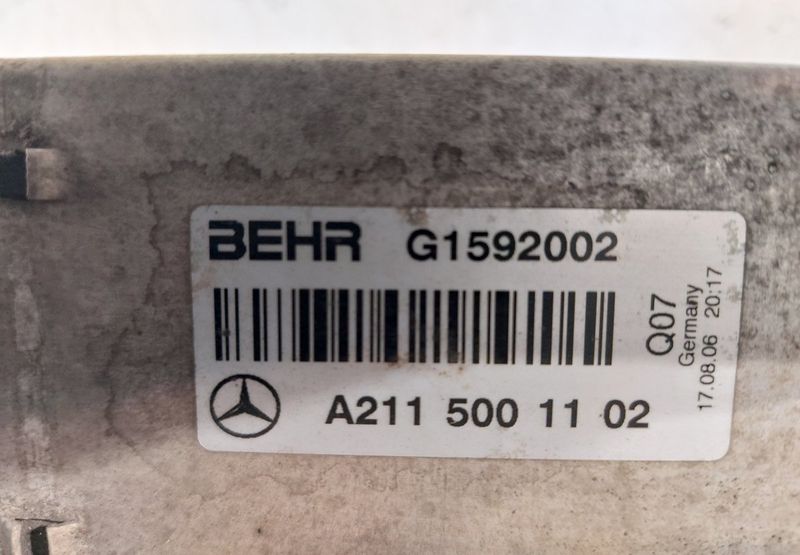 BEHR G1592002
A211 500 11 02
Q07
Germany
17.08.06 20:17